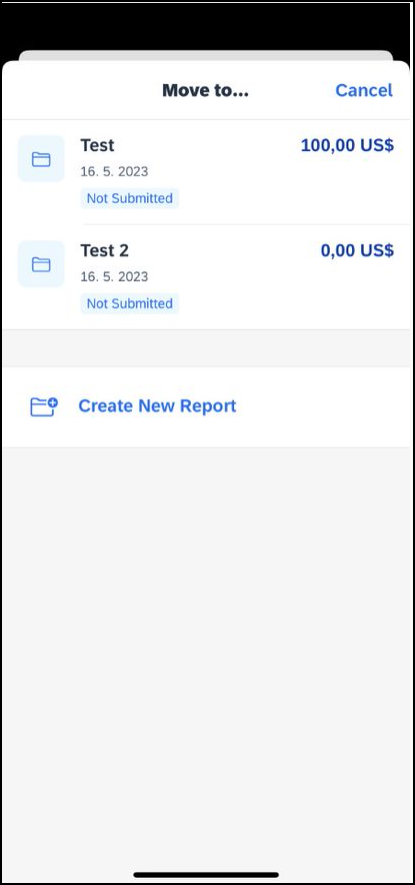 Move to...
Cancel
Test
100,00 US$
16. 5. 2023
Not Submitted
Test 2
0,00 US$
16. 5. 2023
Not Submitted
Create New Report